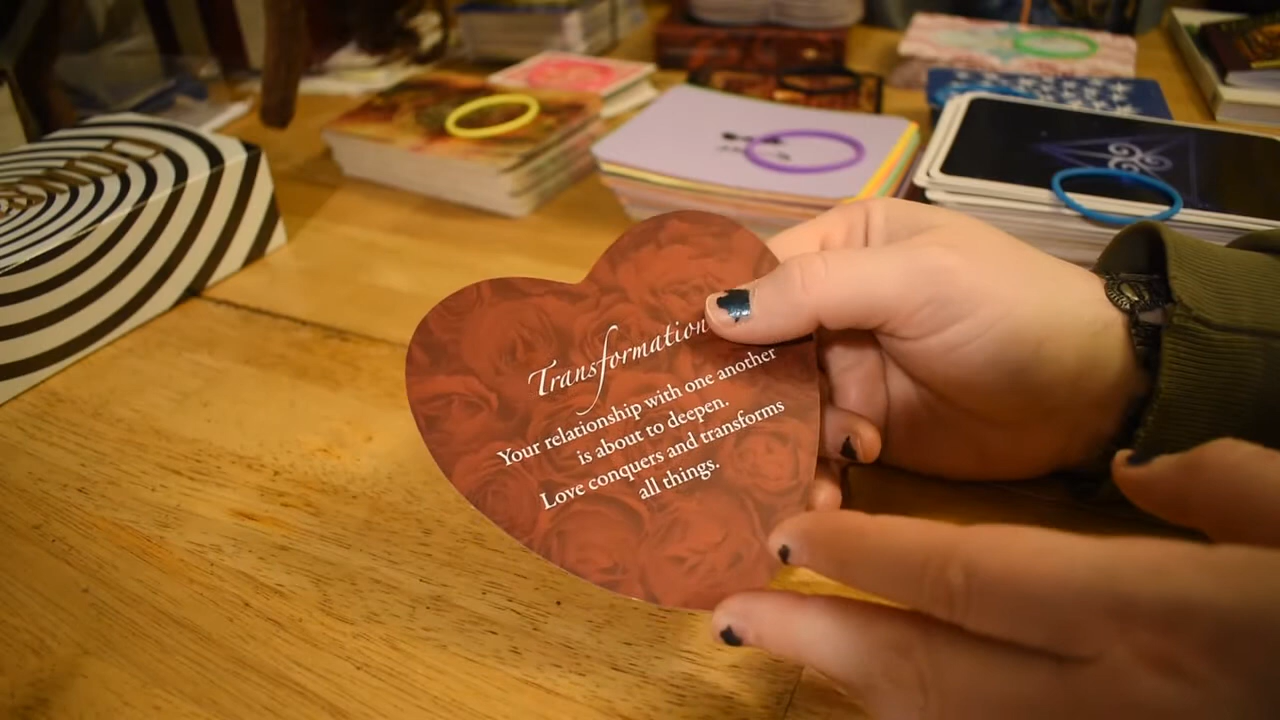 Transformation
Your relationship with one another
is about to deepen.
Love conquers and transforms
all things.